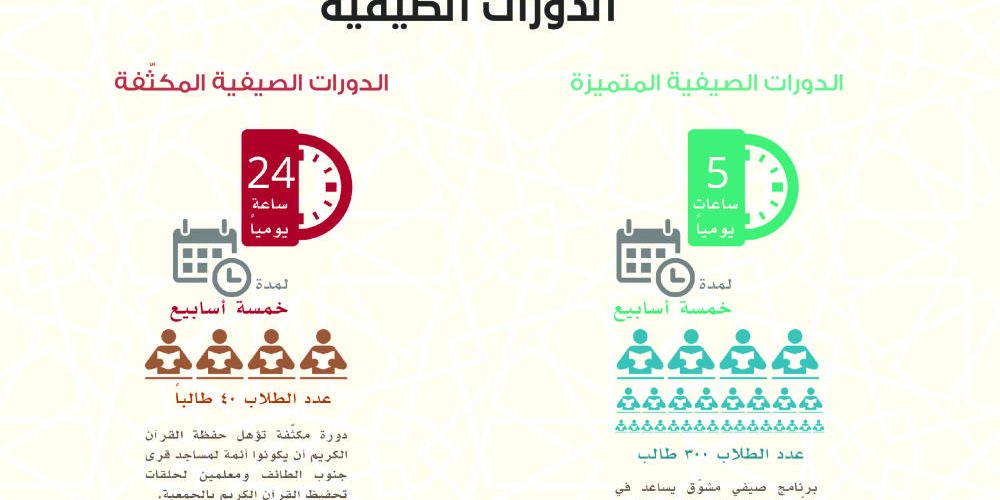 الدورات الصيفية
الدورات الصيفية المتميزة
5
ساعات
يومياً
لمدة
خمسة أسابيع
عدد الطلاب ٣٠٠ طالب
برنامج صيفي مشوّق يساعد في
الدورات الصيفية المكثّفة
24
ساعة
يومياً
لمدة
خمسة أسابيع
عدد الطلاب ٤٠ طالباً
دورة مكثّفة تؤهل حفظة القرآن
الكريم أن يكونوا أئمة لمساجد قرى
جنوب الطائف ومعلمين لحلقات
تحفيظ القرآن الكريم بالجمعية.